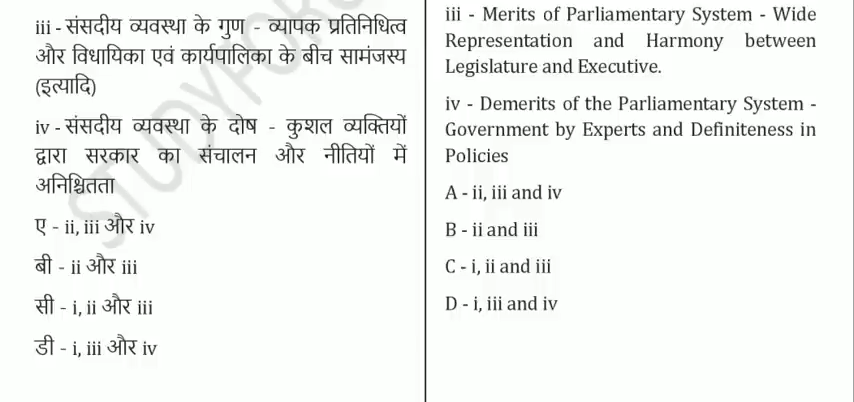 iii - संसदीय व्यवस्था के गुण - व्यापक प्रतिनिधित्व
और विधायिका एवं कार्यपालिका के बीच सामंजस्य
(इत्यादि)
iv - संसदीय व्यवस्था के दोष - कुशल व्यक्तियों
द्वारा सरकार का संचालन और नीतियों में
अनिश्चितता
ए - ii, iii और iv
बी - ii और iii
सी - i, ii और iii
डी - i, iii और iv
iii - Merits of Parliamentary System - Wide
Representation and Harmony between
Legislature and Executive.
iv - Demerits of the Parliamentary System -
Government by Experts and Definiteness in
Policies
A - ii, iii and iv
B - ii and iii
C - i, ii and iii
D - i, iii and iv